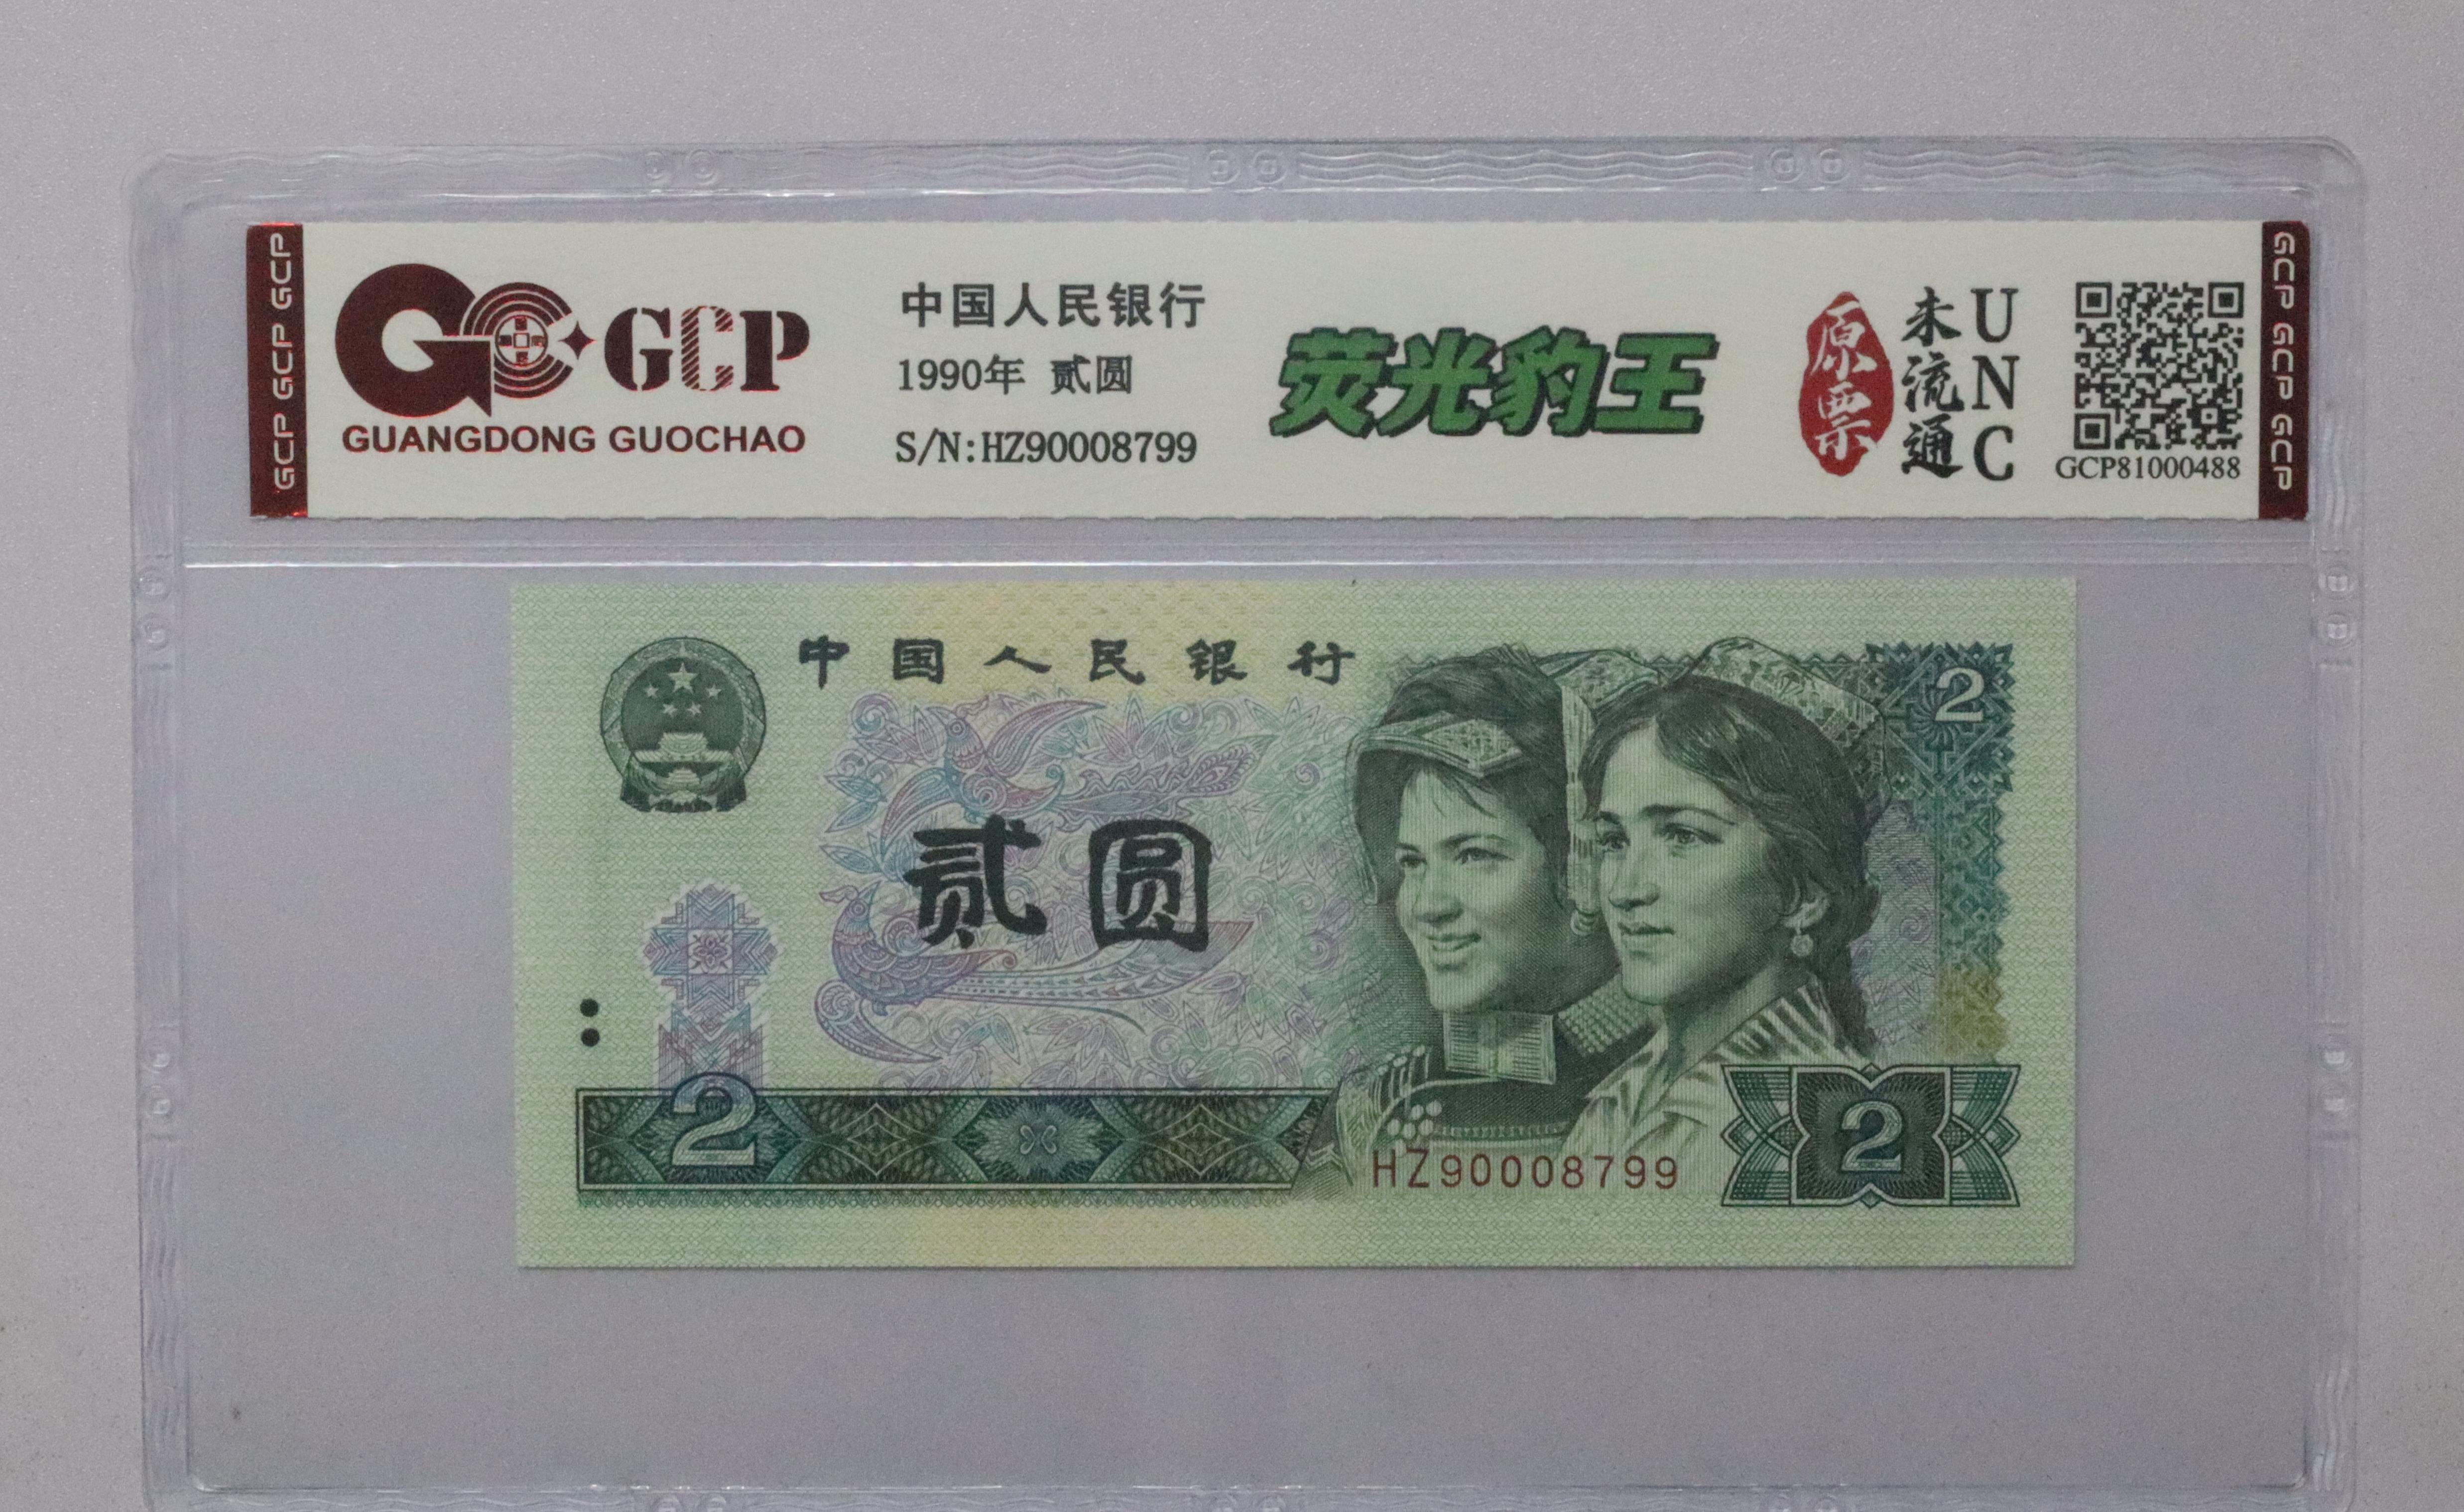 GCP GCP GCP
GCP
GUANGDONG GUOCHAO
中国人民银行
1990年 贰圆
S/N:HZ90008799
荧光豹王
原票
未流通
UNC
GCP81000488
GCP GCP GCP
中国人民银行
2
贰圆
2
HZ90008799
2